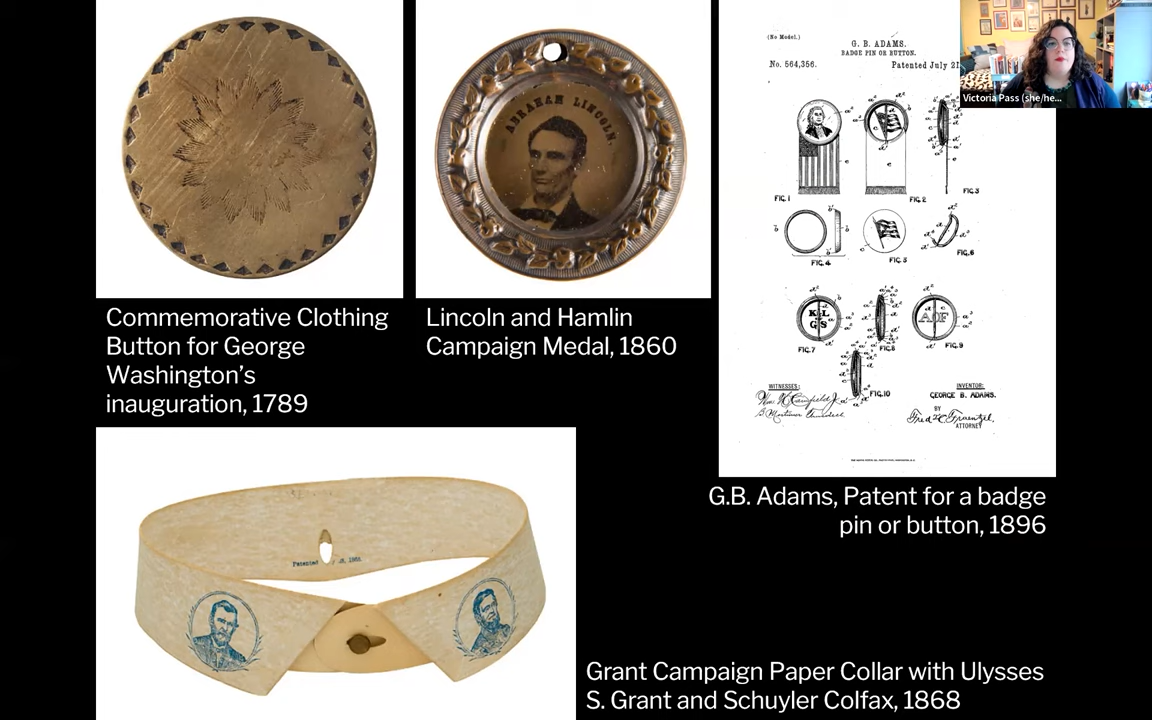 Commemorative Clothing
Button for George
Washington's
inauguration, 1789
ABRAHAM LINCOLN.
Lincoln and Hamlin
Campaign Medal, 1860
(No Model.)
G. B. ADAMS.
BADGE PIN OR BUTTON.
No. 564,356.
Patented July 21
FIG. 1
FIG. 2
FIG. 3
FIG. 4
FIG. 5
FIG. 6
K L
G S
FIG. 7
FIG. 8
FIG. 9
FIG. 10
WITNESSES:
INVENTOR:
GEORGE B. ADAMS.
BY
ATTORNEY
G.B. Adams, Patent for a badge
pin or button, 1896
Victoria Pass (she/he...
Patented
Grant Campaign Paper Collar with Ulysses
S. Grant and Schuyler Colfax, 1868